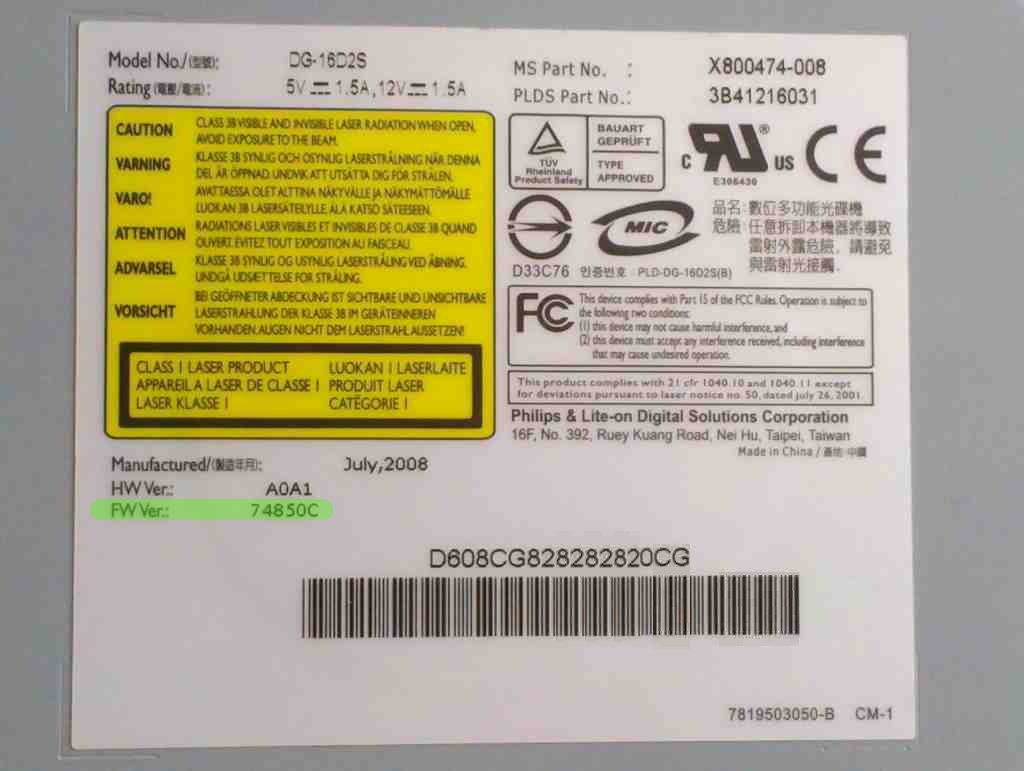 Model No./(型號): DG-16D2S
Rating (電壓/電流): 5V 1.5A,12V 1.5A
MS Part No. : X800474-008
PLDS Part No.: 3B41216031
CAUTION CLASS 3B VISIBLE AND INVISIBLE LASER RADIATION WHEN OPEN,
AVOID EXPOSURE TO THE BEAM.
VARNING KLASSE 3B SYNLIG OCH OSYNLIG LASERSTRÅLNING NÄR DENNA
DEL ÄR ÖPPNAD UNDVIK ATT UTSÄTTA DIG FÖR STRÅLEN.
VARO! AVATTAESSA OLET ALTTINA NÄKYVÄLLE JA NÄKYMÄTTÖMÄLLE
LUOKAN 3B LASERSÄTEILYLLE. ÄLÄ KATSO SÄTEESEEN.
ATTENTION RADIATIONS LASER VISIBLES ET INVISIBLES DE CLASSE 3B QUAND
OUVERT. EVITEZ TOUT EXPOSITION AU FAISCEAU.
ADVARSEL KLASSE 3B SYNLIG OG USYNLIG LASERSTRÅLING VED ÅBNING.
UNDGÅ UDSETTELSE FOR STRÅLING.
VORSICHT BEI GEÖFFNETER ABDECKUNG IST SICHTBARE UND UNSICHTBARE
LASERSTRAHLUNG DER KLASSE 3B IM GERÄTEINNEREN
VORHANDEN. AUGEN NICHT DEM LASERSTRAHL AUSSETZEN!
CLASS 1 LASER PRODUCT LUOKAN 1 LASERLAITE
APPAREIL A LASER DE CLASSE 1 PRODUIT LASER
LASER KLASSE 1 CATÉGORIE 1
TÜV
Rheinland
Product Safety
BAUART
GEPRÜFT
TYPE
APPROVED
C RU ® US CE
E306430
D33C76
MIC
인증번호 : PLD-DG-16D2S(B)
品名: 數位多功能光碟機
危險: 任意拆卸本機器將導致
雷射外露危險, 請避免
與雷射光接觸.
FC
This device complies with Part 15 of the FCC Rules. Operation is subject to
the following two conditions:
(1) this device may not cause harmful interference, and
(2) this device must accept any interference received, including interference
that may cause undesired operation.
This product complies with 21 cfr 1040.10 and 1040.11 except
for deviations pursuant to laser notice no. 50, dated july 26, 2001.
Philips & Lite-on Digital Solutions Corporation
16F, No. 392, Ruey Kuang Road, Nei Hu, Taipei, Taiwan
Made in China / 產地:中國
Manufactured/(製造年月): July,2008
HW Ver.: A0A1
FW Ver.: 74850C
D608CG828282820CG
7819503050-B CM-1